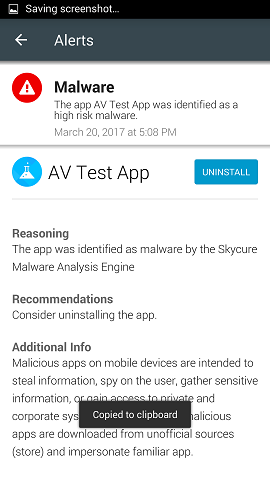 Saving screenshot...
Alerts
Malware
The app AV Test App was identified as a
high risk malware.
March 20, 2017 at 5:08 PM
AV Test App
UNINSTALL
Reasoning
The app was identified as malware by the Skycure
Malware Analysis Engine
Recommendations
Consider uninstalling the app.
Additional Info
Malicious apps on mobile devices are intended to
steal information, spy on the user, gather sensitive
information, or gain access to private and
corporate sys
Copied to clipboard
malicious
apps are downloaded from unofficial sources
(store) and impersonate familiar app.